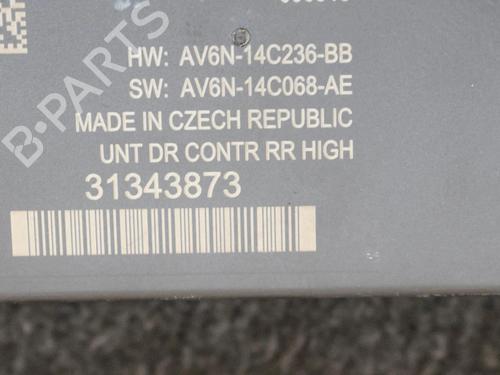 HW: AV6N-14C236-BB
SW: AV6N-14C068-AE
MADE IN CZECH REPUBLIC
UNT DR CONTR RR HIGH
31343873
B-PARTS